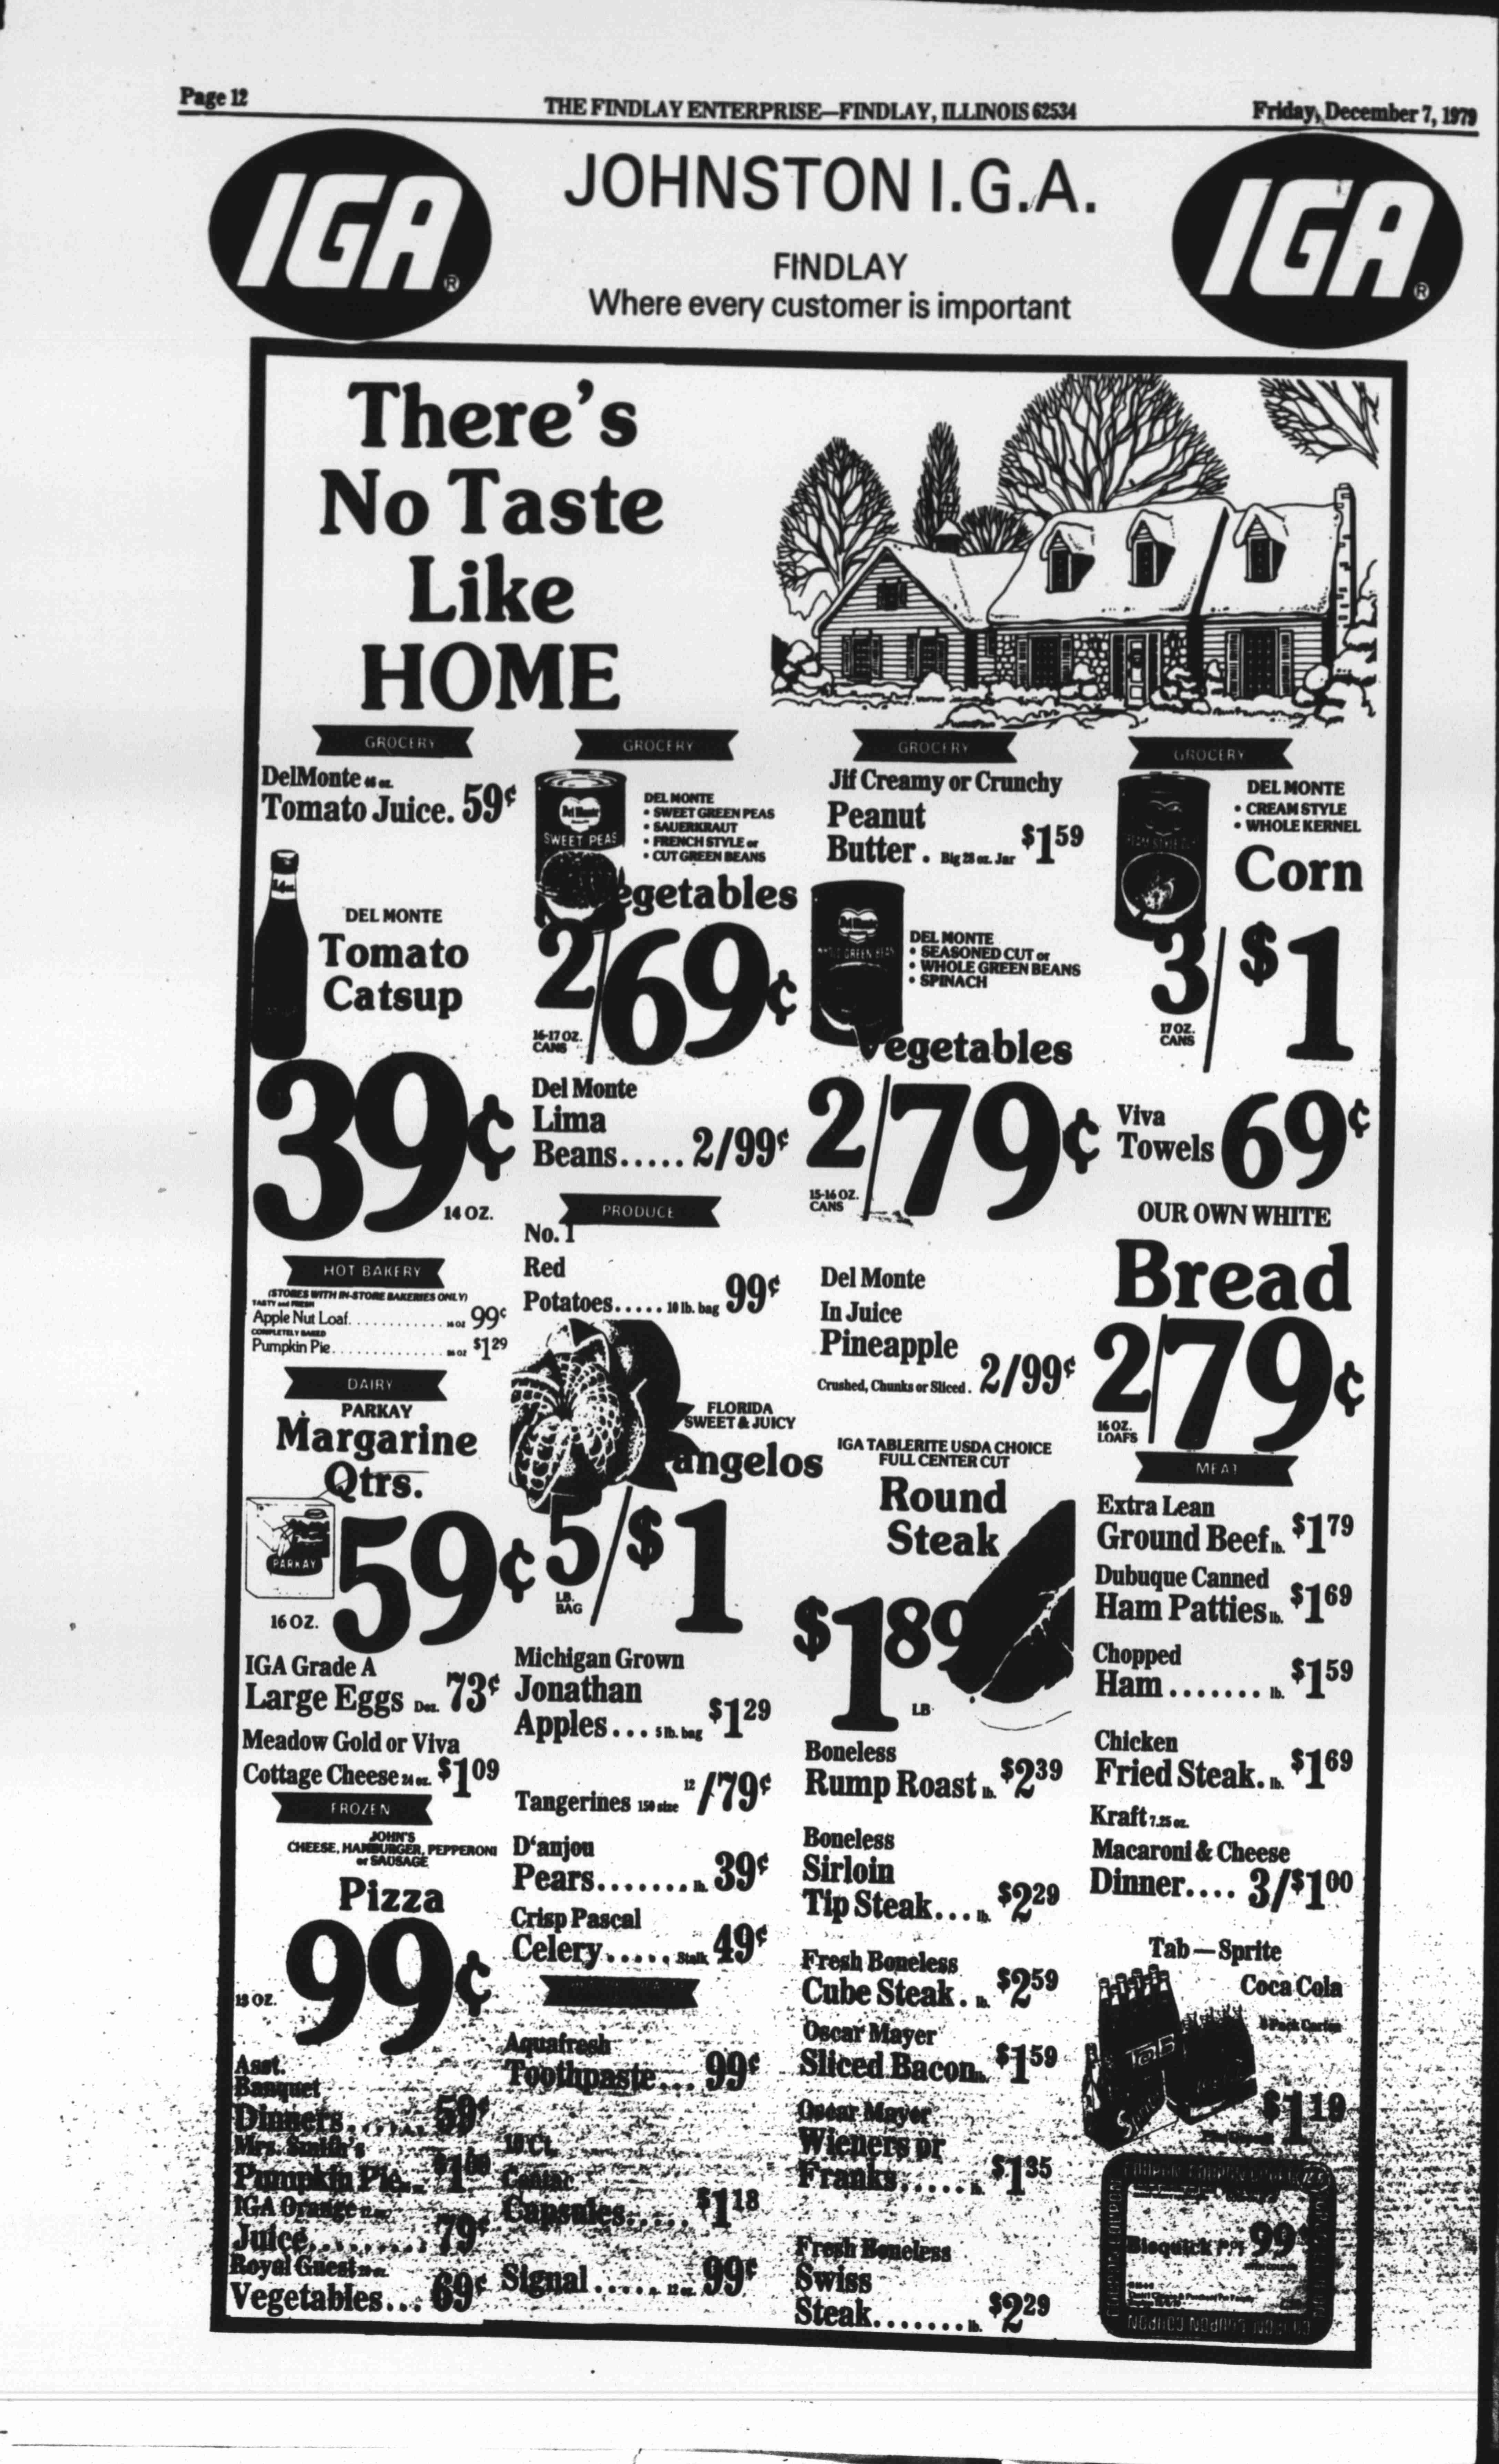 Page 12
THE FINDLAY ENTERPRISE—FINDLAY, ILLINOIS 62534
Friday, December 7, 1979
IGA®
JOHNSTON I.G.A.
FINDLAY
Where every customer is important
IGA®
There's
No Taste
Like
HOME
GROCERY
DelMonte 46 oz.
Tomato Juice. 59¢
DEL MONTE
Tomato
Catsup
39¢
14 OZ.
HOT BAKERY
(STORES WITH IN-STORE BAKERIES ONLY)
TASTY and FRESH
Apple Nut Loaf............ 99¢
COMPLETELY BAKED
Pumpkin Pie.............. $1 29
DAIRY
PARKAY
Margarine
Qtrs.
PARKAY
59¢
16 OZ.
IGA Grade A
Large Eggs Doz. 73¢
Meadow Gold or Viva
Cottage Cheese 24 oz. $1 09
FROZEN
JOHN'S
CHEESE, HAMBURGER, PEPPERONI
or SAUSAGE
Pizza
99¢
13 OZ.
Asst.
Banquet
Dinners...... 59¢
Mrs. Smith's
Pumpkin Pie..
IGA Orange
Juice......... 79¢
Royal Guest
Vegetables... 69¢
GROCERY
Del Monte
SWEET PEAS
DEL MONTE
• SWEET GREEN PEAS
• SAUERKRAUT
• FRENCH STYLE or
• CUT GREEN BEANS
Vegetables
2/69¢
16-17 OZ.
CANS
Del Monte
Lima
Beans..... 2/99¢
PRODUCE
No. 1
Red
Potatoes..... 10 lb. bag 99¢
FLORIDA
SWEET & JUICY
Tangelos
5/$1
LB.
BAG
Michigan Grown
Jonathan
Apples... 5 lb. bag $1 29
Tangerines 150 size 12/79¢
D'anjou
Pears........ lb. 39¢
Crisp Pascal
Celery..... Stalk 49¢
Aquafresh
Toothpaste... 99¢
10 Ct.
Contac
Capsules..... $1 18
Signal...... 12 oz. 99¢
GROCERY
Jif Creamy or Crunchy
Peanut
Butter . Big 28 oz. Jar $1 59
Del Monte
DEL MONTE
• SEASONED CUT or
• WHOLE GREEN BEANS
• SPINACH
Vegetables
2/79¢
15-16 OZ.
CANS
Del Monte
In Juice
Pineapple
Crushed, Chunks or Sliced. 2/99¢
IGA TABLERITE USDA CHOICE
FULL CENTER CUT
Round
Steak
$1 89
LB.
Boneless
Rump Roast lb. $2 39
Boneless
Sirloin
Tip Steak... lb. $2 29
Fresh Boneless
Cube Steak. lb. $2 59
Oscar Mayer
Sliced Bacon lb. $1 59
Oscar Mayer
Wieners or
Franks...... lb. $1 35
Fresh Boneless
Swiss
Steak....... lb. $2 29
GROCERY
DEL MONTE
• CREAM STYLE
• WHOLE KERNEL
Corn
3/$1
17 OZ.
CANS
Viva
Towels 69¢
OUR OWN WHITE
Bread
2/79¢
16 OZ.
LOAFS
MEAT
Extra Lean
Ground Beef lb. $1 79
Dubuque Canned
Ham Patties lb. $1 69
Chopped
Ham....... lb. $1 59
Chicken
Fried Steak. lb. $1 69
Kraft 7.25 oz.
Macaroni & Cheese
Dinner.... 3/$1 00
Tab—Sprite
Coca Cola
8 Pack Carton
Tab
Sprite
$1 19
COUPON COUPON
Bisquick 99¢
COUPON COUPON COUPON